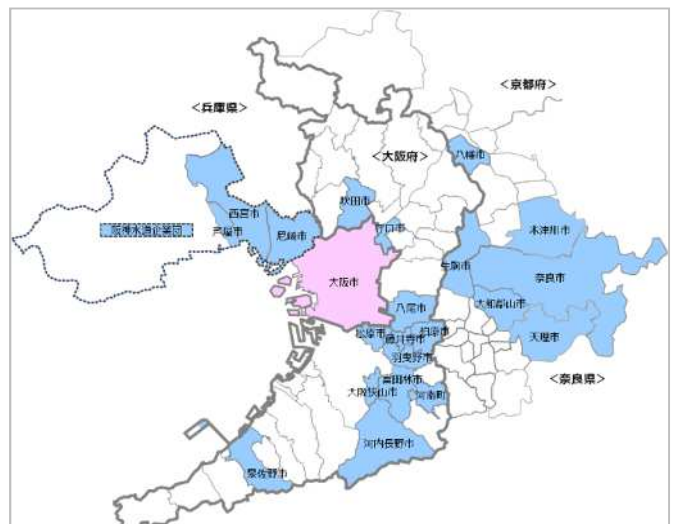 <京都府>
<兵庫県>
<大阪府>
八幡市
吹田市
西宮市
芦屋市
尼崎市
守口市
木津川市
阪神水道企業団
生駒市
奈良市
大阪市
大和郡山市
八尾市
松原市
柏原市
藤井寺市
天理市
羽曳野市
富田林市
<奈良県>
大阪狭山市
河南町
河内長野市
泉佐野市